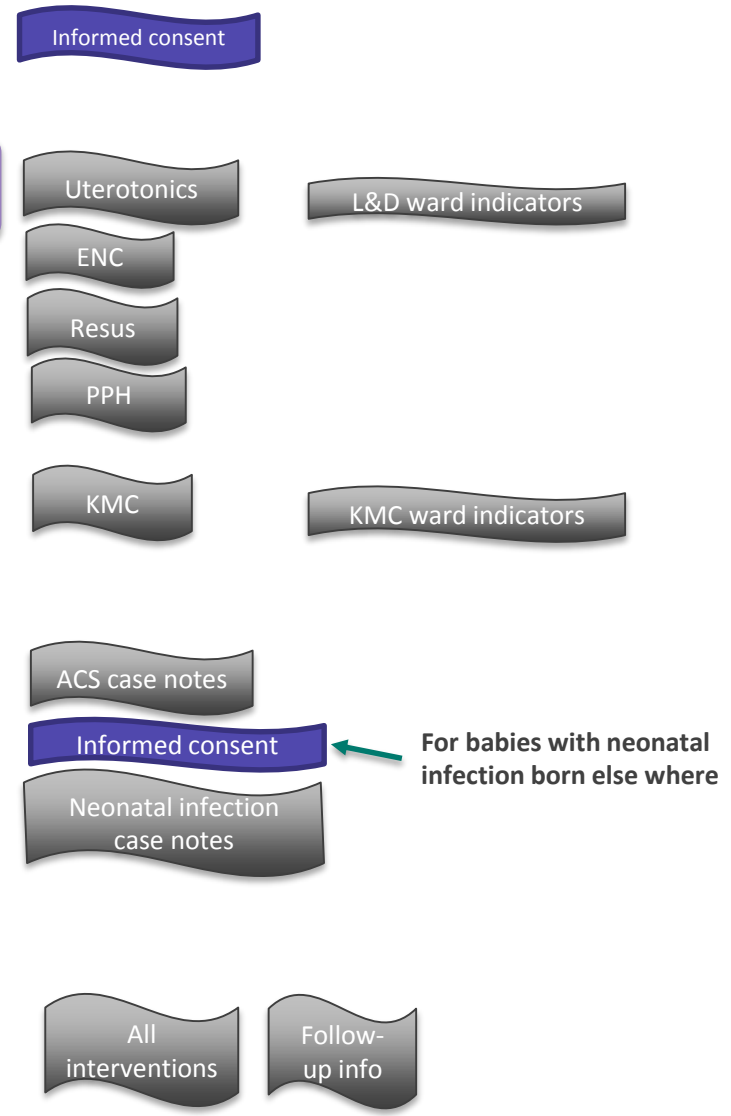 Informed consent
Uterotonics
L&D ward indicators
ENC
Resus
PPH
KMC
KMC ward indicators
ACS case notes
Informed consent
For babies with neonatal
infection born else where
Neonatal infection
case notes
All
interventions
Follow-
up info